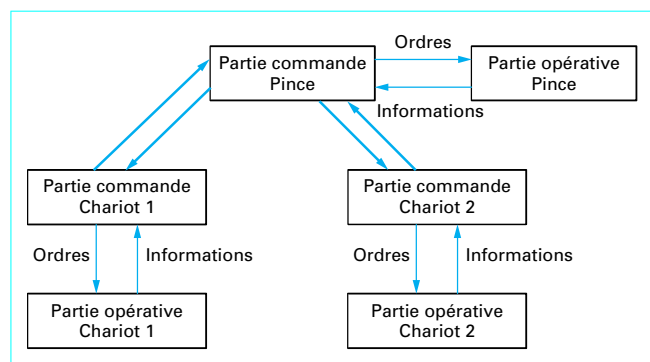 Ordres
Partie commande
Pince
Partie opérative
Pince
Informations
Partie commande
Chariot 1
Partie commande
Chariot 2
Ordres
Informations
Ordres
Informations
Partie opérative
Chariot 1
Partie opérative
Chariot 2